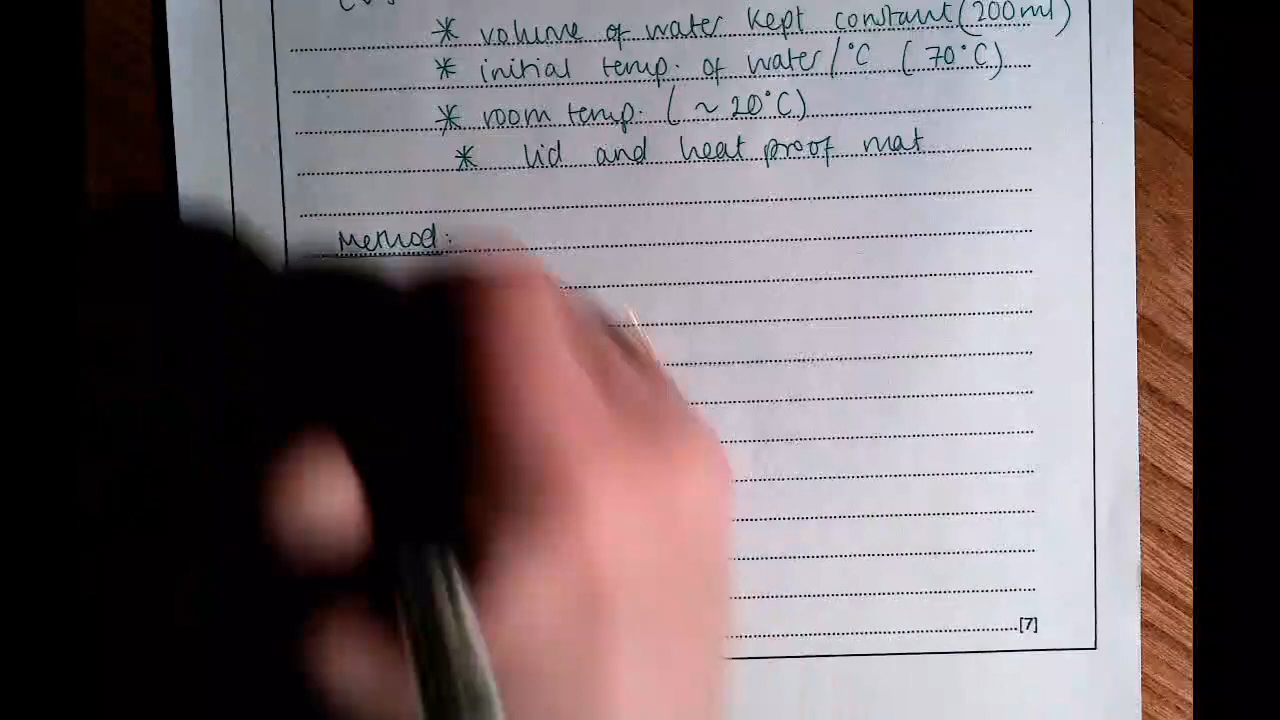 * volume of water kept constant (200ml)
* initial temp. of water/°C (70°C)
* room temp. (~20°C)
* lid and heat proof mat
Method:
[7]